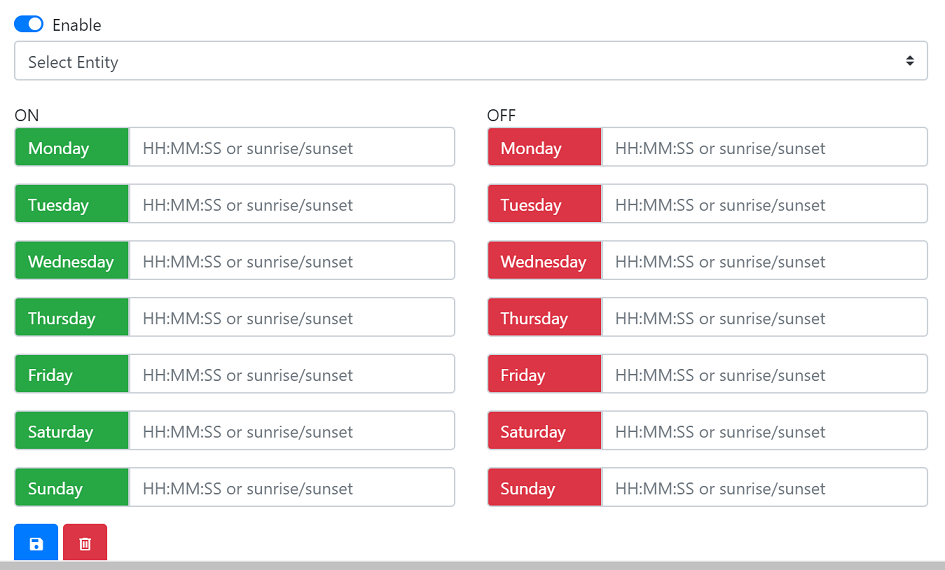 Enable
Select Entity
ON
Monday HH:MM:SS or sunrise/sunset
Tuesday HH:MM:SS or sunrise/sunset
Wednesday HH:MM:SS or sunrise/sunset
Thursday HH:MM:SS or sunrise/sunset
Friday HH:MM:SS or sunrise/sunset
Saturday HH:MM:SS or sunrise/sunset
Sunday HH:MM:SS or sunrise/sunset
OFF
Monday HH:MM:SS or sunrise/sunset
Tuesday HH:MM:SS or sunrise/sunset
Wednesday HH:MM:SS or sunrise/sunset
Thursday HH:MM:SS or sunrise/sunset
Friday HH:MM:SS or sunrise/sunset
Saturday HH:MM:SS or sunrise/sunset
Sunday HH:MM:SS or sunrise/sunset